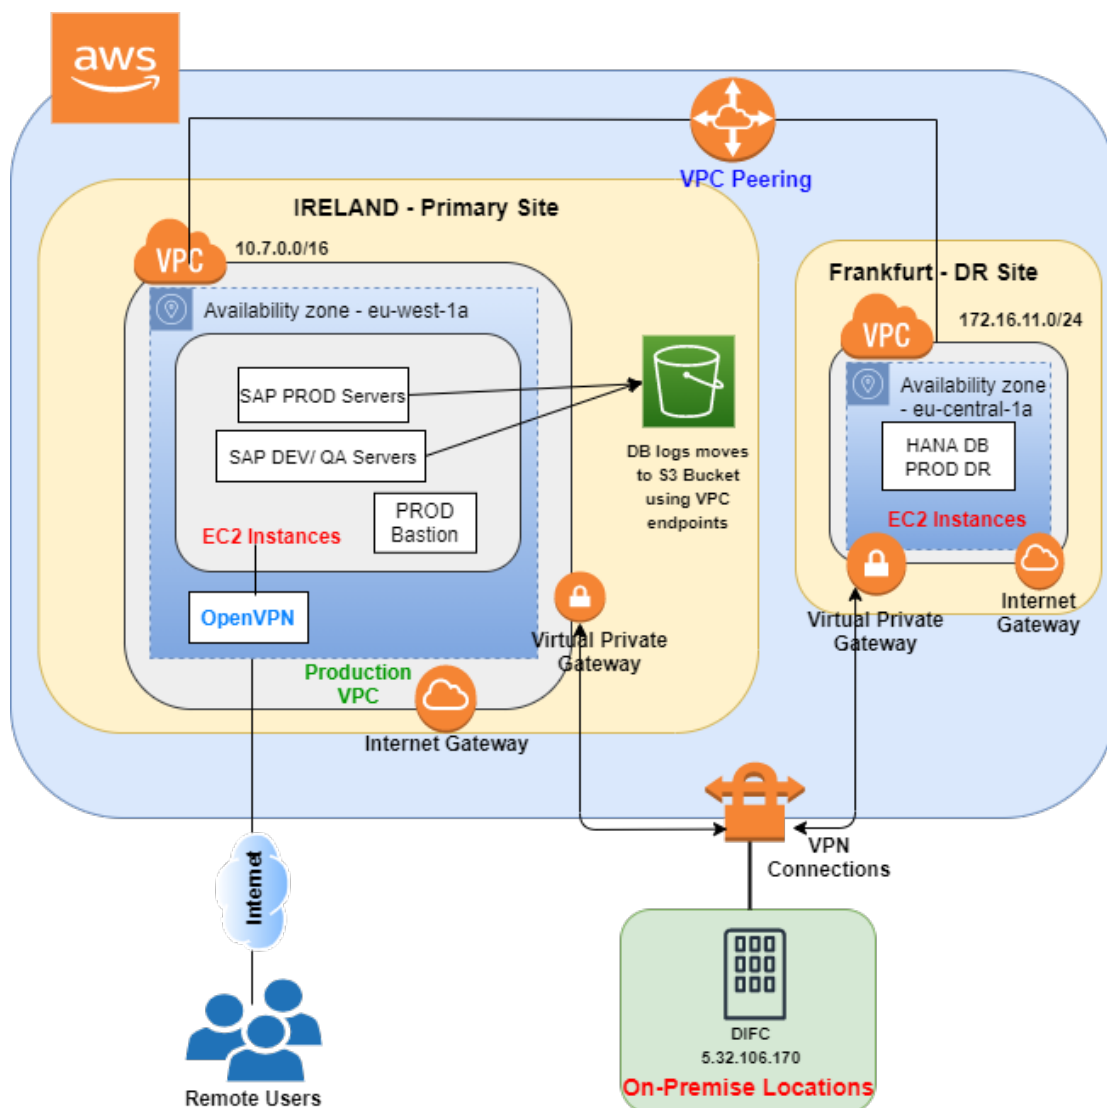 aws
VPC Peering
IRELAND - Primary Site
VPC
10.7.0.0/16
Availability zone - eu-west-1a
SAP PROD Servers
SAP DEV/ QA Servers
PROD
Bastion
EC2 Instances
OpenVPN
Production
VPC
Internet Gateway
Virtual Private
Gateway
DB logs moves
to S3 Bucket
using VPC
endpoints
Frankfurt - DR Site
VPC
172.16.11.0/24
Availability zone
- eu-central-1a
HANA DB
PROD DR
EC2 Instances
Virtual Private
Gateway
Internet
Gateway
VPN
Connections
Internet
Remote Users
DIFC
5.32.106.170
On-Premise Locations